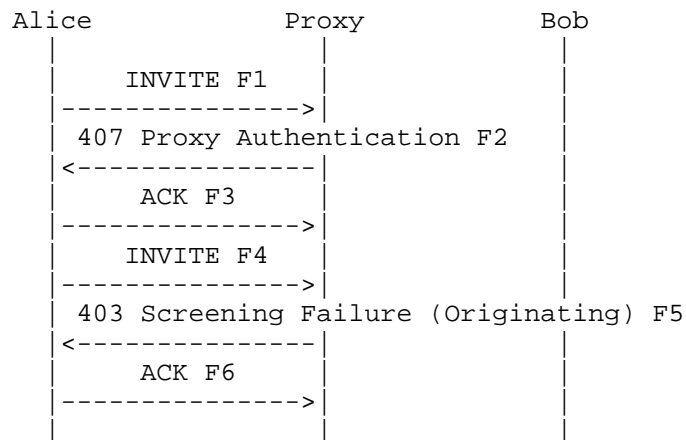 Alice Proxy Bob
INVITE F1
407 Proxy Authentication F2
ACK F3
INVITE F4
403 Screening Failure (Originating) F5
ACK F6